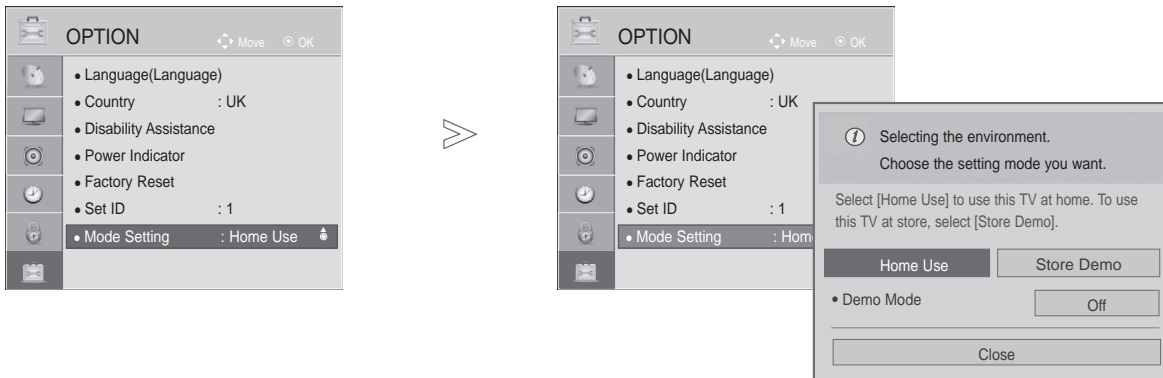 OPTION
Move OK
• Language(Language)
• Country : UK
• Disability Assistance
• Power Indicator
• Factory Reset
• Set ID : 1
• Mode Setting : Home Use
OPTION
Move OK
• Language(Language)
• Country : UK
• Disability Assistance
• Power Indicator
• Factory Reset
• Set ID : 1
• Mode Setting : Hom
i Selecting the environment.
Choose the setting mode you want.
Select [Home Use] to use this TV at home. To use
this TV at store, select [Store Demo].
Home Use Store Demo
• Demo Mode Off
Close